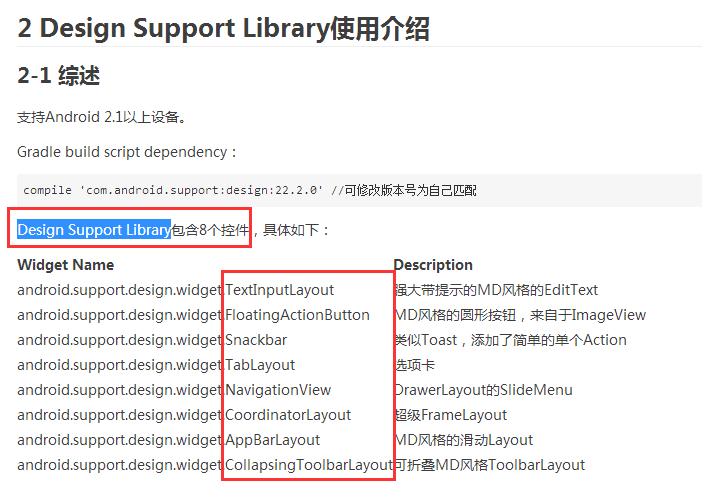 2 Design Support Library使用介绍
2-1 综述
支持Android 2.1以上设备。
Gradle build script dependency：
compile 'com.android.support:design:22.2.0' //可修改版本号为自己匹配
Design Support Library包含8个控件，具体如下：
Widget Name Description
android.support.design.widget.TextInputLayout 强大带提示的MD风格的EditText
android.support.design.widget.FloatingActionButton MD风格的圆形按钮，来自于ImageView
android.support.design.widget.Snackbar 类似Toast，添加了简单的单个Action
android.support.design.widget.TabLayout 选项卡
android.support.design.widget.NavigationView DrawerLayout的SlideMenu
android.support.design.widget.CoordinatorLayout 超级FrameLayout
android.support.design.widget.AppBarLayout MD风格的滑动Layout
android.support.design.widget.CollapsingToolbarLayout 可折叠MD风格ToolbarLayout